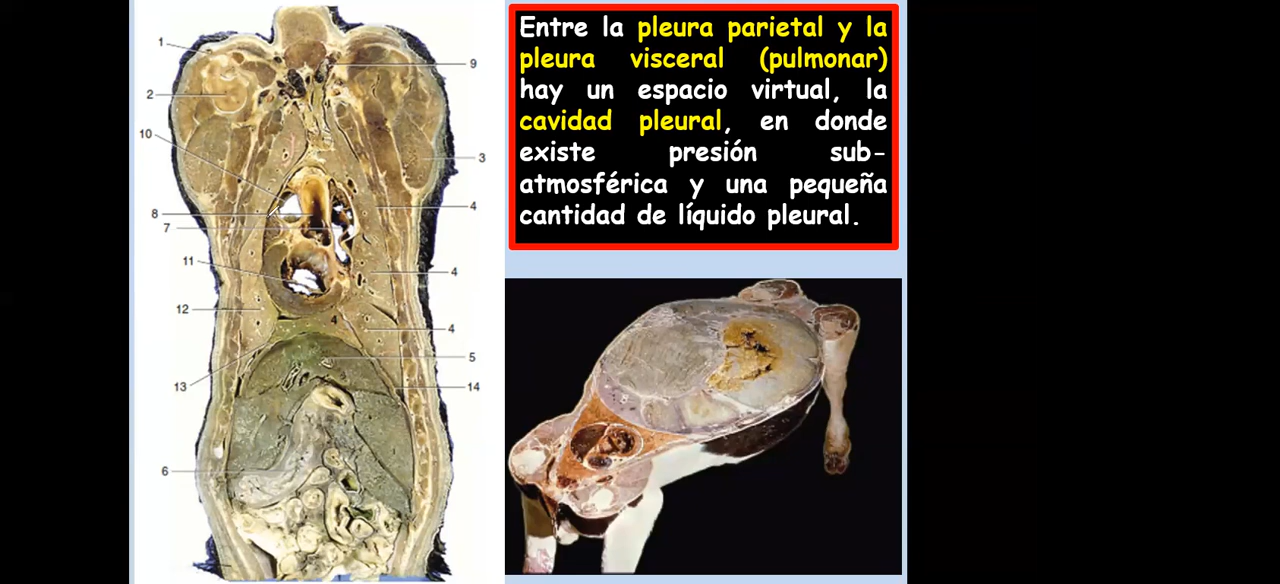 Entre la pleura parietal y la
pleura visceral (pulmonar)
hay un espacio virtual, la
cavidad pleural, en donde
existe presión sub-
atmosférica y una pequeña
cantidad de líquido pleural.
1
9
2
10
3
4
8
7
11
4
12
4
4
5
13
14
6